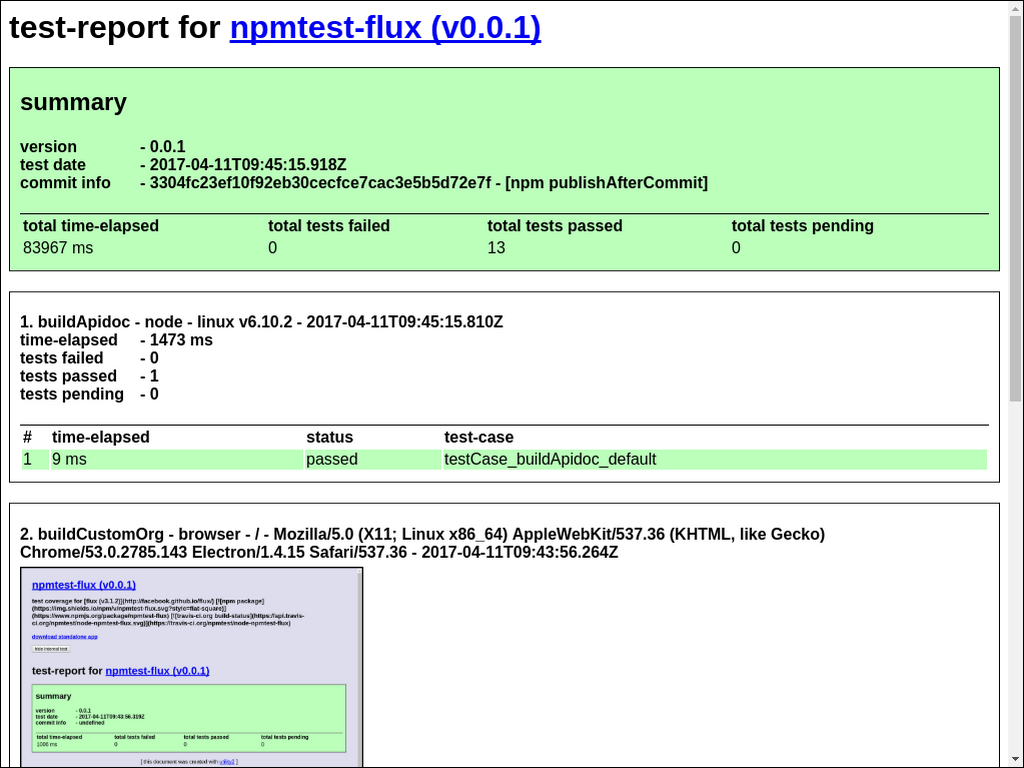 test-report for npmtest-flux (v0.0.1)
summary
version - 0.0.1
test date - 2017-04-11T09:45:15.918Z
commit info - 3304fc23ef10f92eb30cecfce7cac3e5b5d72e7f - [npm publishAfterCommit]
total time-elapsed total tests failed total tests passed total tests pending
83967 ms 0 13 0
1. buildApidoc - node - linux v6.10.2 - 2017-04-11T09:45:15.810Z
time-elapsed - 1473 ms
tests failed - 0
tests passed - 1
tests pending - 0
# time-elapsed status test-case
1 9 ms passed testCase_buildApidoc_default
2. buildCustomOrg - browser - / - Mozilla/5.0 (X11; Linux x86_64) AppleWebKit/537.36 (KHTML, like Gecko)
Chrome/53.0.2785.143 Electron/1.4.15 Safari/537.36 - 2017-04-11T09:43:56.264Z
npmtest-flux (v0.0.1)
test coverage for [flux (v3.1.2)](http://facebook.github.io/flux/) [![npm package]
(https://img.shields.io/npm/v/npmtest-flux.svg?style=flat-square)]
(https://www.npmjs.org/package/npmtest-flux) [![travis-ci.org build-status](https://api.travis-
ci.org/npmtest/node-npmtest-flux.svg)](https://travis-ci.org/npmtest/node-npmtest-flux)
download standalone app
hide internal test
test-report for npmtest-flux (v0.0.1)
summary
version - 0.0.1
test date - 2017-04-11T09:43:56.319Z
commit info - undefined
total time-elapsed total tests failed total tests passed total tests pending
1006 ms 0 0 0
[ this document was created with utility2 ]